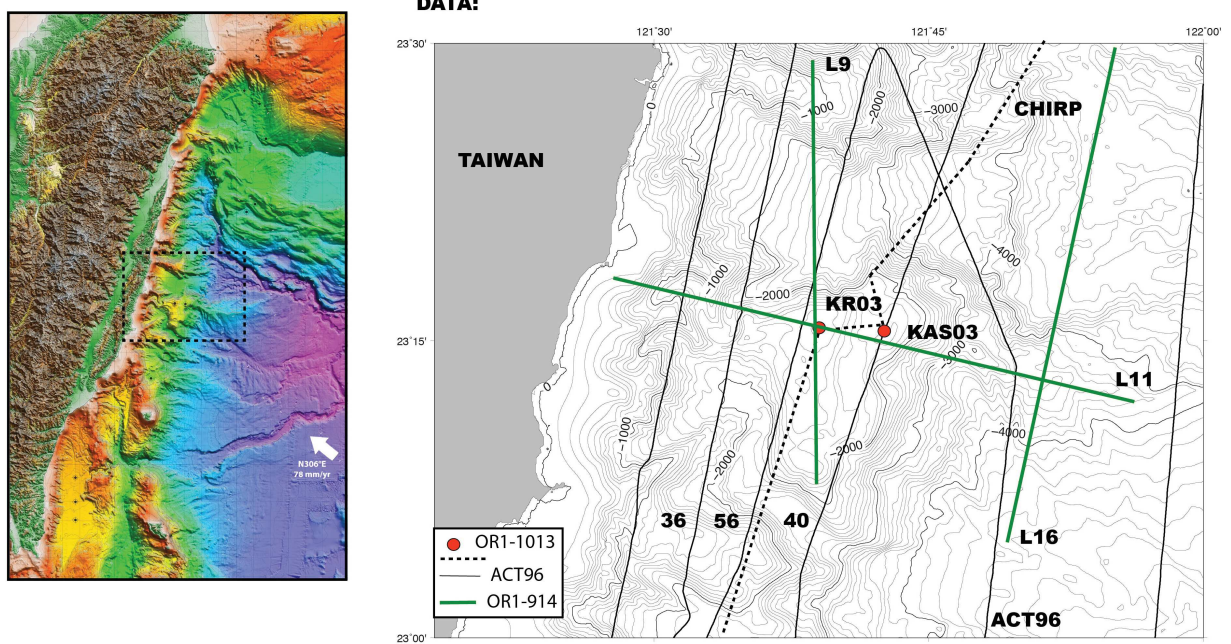 DATA:
N306°E
78 mm/yr
121˚30'
121˚45'
122˚00'
23˚30'
L9
-1000
-2000
-3000
CHIRP
0
TAIWAN
-4000
-1000
-2000
KR03
KAS03
23˚15'
-3000
L11
0
-1000
-4000
-2000
-2000
36
56
40
OR1-1013
L16
ACT96
OR1-914
ACT96
23˚00'